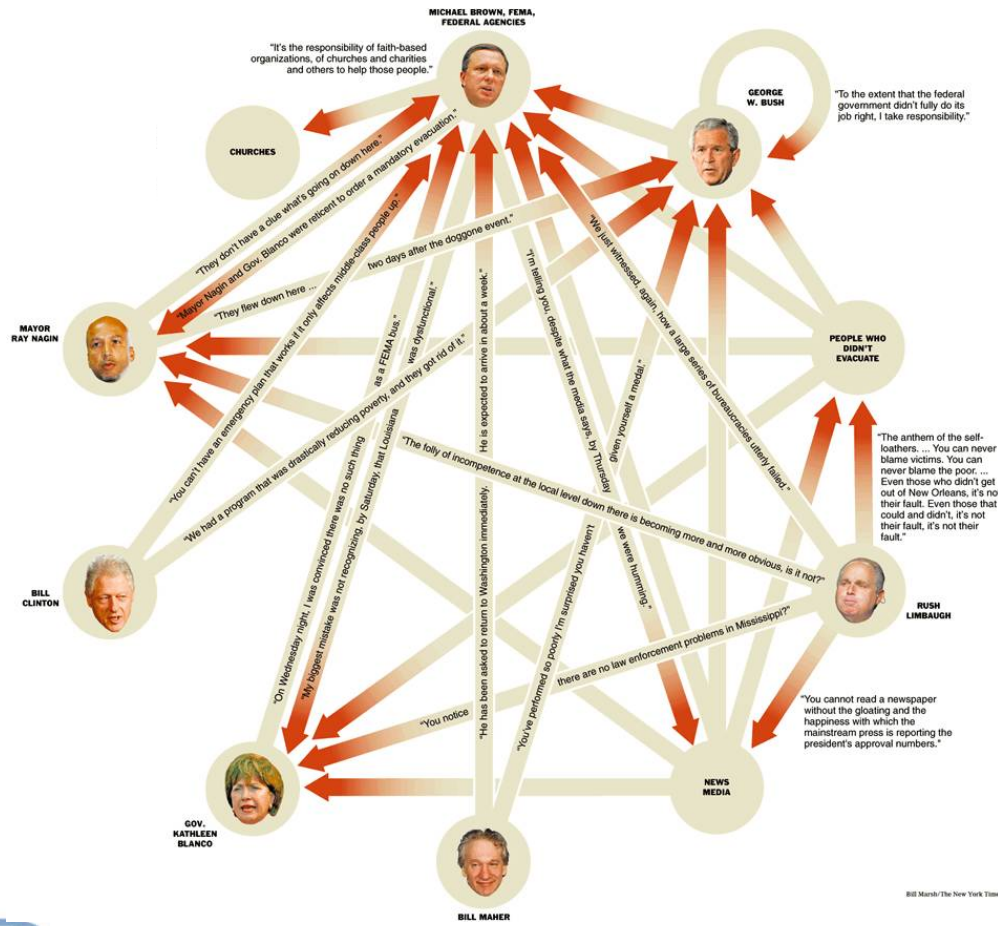 MICHAEL BROWN, FEMA,
FEDERAL AGENCIES
"It's the responsibility of faith-based
organizations, of churches and charities
and others to help those people."
GEORGE
W. BUSH
"To the extent that the federal
government didn't fully do its
job right, I take responsibility."
CHURCHES
"They don't have a clue what's going on down here."
"Mayor Nagin and Gov. Blanco were reticent to order a mandatory evacuation."
"They flew down here ... two days after the doggone event."
MAYOR
RAY NAGIN
PEOPLE WHO
DIDN'T
EVACUATE
"You can't have an emergency plan that works if it only affects middle-class people up."
"We had a program that was drastically reducing poverty, and they got rid of it."
"On Wednesday night, I was convinced there was no such thing as a FEMA bus."
"My biggest mistake was not recognizing, by Saturday, that Louisiana was dysfunctional."
"He has been asked to return to Washington immediately. He is expected to arrive in about a week."
"I'm telling you, despite what the media says, by Thursday we were humming."
"You've performed so poorly I'm surprised you haven't given yourself a medal."
"We just witnessed, again, how a large series of bureaucracies utterly failed."
"The folly of incompetence at the local level down there is becoming more and more obvious, is it not?"
"You notice there are no law enforcement problems in Mississippi?"
"The anthem of the self-
loathers. ... You can never
blame victims. You can
never blame the poor. ...
Even those who didn't get
out of New Orleans, it's no
their fault. Even those that
could and didn't, it's not
their fault, it's not their
fault."
BILL
CLINTON
RUSH
LIMBAUGH
"You cannot read a newspaper
without the gloating and the
happiness with which the
mainstream press is reporting the
president's approval numbers."
NEWS
MEDIA
GOV.
KATHLEEN
BLANCO
BILL MAHER
Bill Marsh/The New York Time